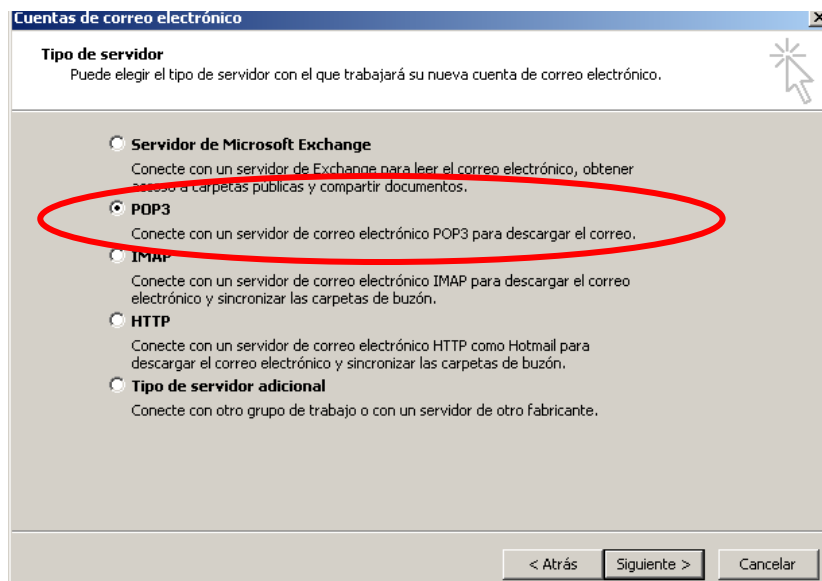 Cuentas de correo electrónico
Tipo de servidor
Puede elegir el tipo de servidor con el que trabajará su nueva cuenta de correo electrónico.
Servidor de Microsoft Exchange
Conecte con un servidor de Exchange para leer el correo electrónico, obtener
acceso a carpetas públicas y compartir documentos.
POP3
Conecte con un servidor de correo electrónico POP3 para descargar el correo.
IMAP
Conecte con un servidor de correo electrónico IMAP para descargar el correo
electrónico y sincronizar las carpetas de buzón.
HTTP
Conecte con un servidor de correo electrónico HTTP como Hotmail para
descargar el correo electrónico y sincronizar las carpetas de buzón.
Tipo de servidor adicional
Conecte con otro grupo de trabajo o con un servidor de otro fabricante.
< Atrás Siguiente > Cancelar